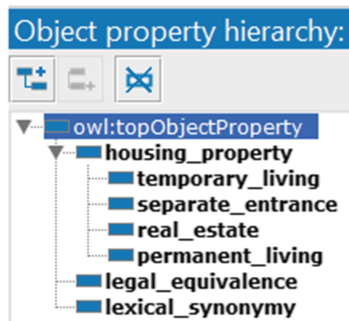 Object property hierarchy:
owl:topObjectProperty
housing_property
temporary_living
separate_entrance
real_estate
permanent_living
legal_equivalence
lexical_synonymy